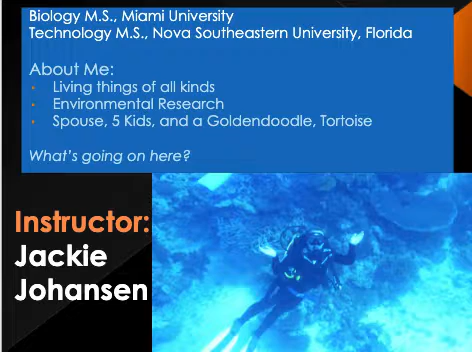 Biology M.S., Miami University
Technology M.S., Nova Southeastern University, Florida
About Me:
Living things of all kinds
Environmental Research
Spouse, 5 Kids, and a Goldendoodle, Tortoise
What's going on here?
Instructor:
Jackie
Johansen